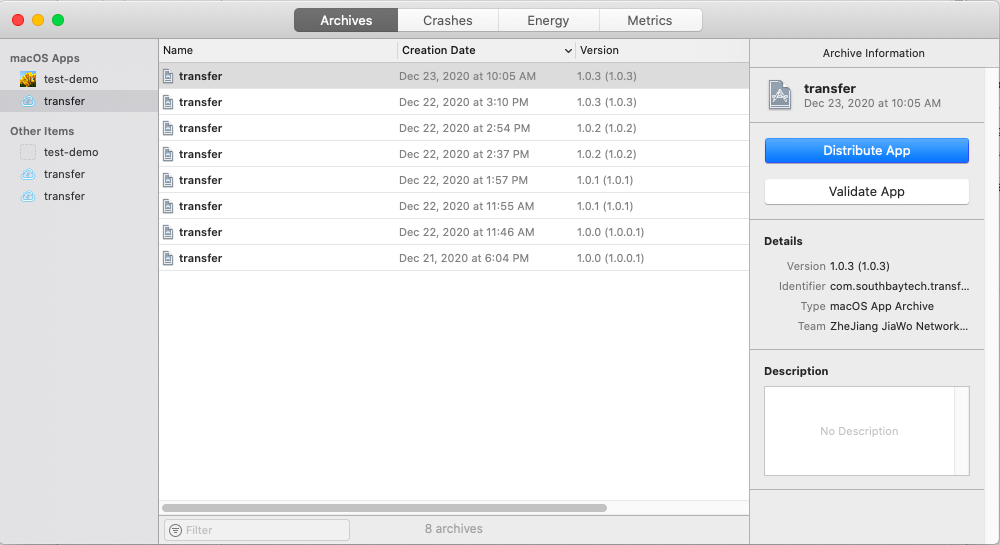 Archives Crashes Energy Metrics
macOS Apps
test-demo
transfer
Other Items
test-demo
transfer
transfer
Name Creation Date Version
transfer Dec 23, 2020 at 10:05 AM 1.0.3 (1.0.3)
transfer Dec 22, 2020 at 3:10 PM 1.0.3 (1.0.3)
transfer Dec 22, 2020 at 2:54 PM 1.0.2 (1.0.2)
transfer Dec 22, 2020 at 2:37 PM 1.0.2 (1.0.2)
transfer Dec 22, 2020 at 1:57 PM 1.0.1 (1.0.1)
transfer Dec 22, 2020 at 11:55 AM 1.0.1 (1.0.1)
transfer Dec 22, 2020 at 11:46 AM 1.0.0 (1.0.0.1)
transfer Dec 21, 2020 at 6:04 PM 1.0.0 (1.0.0.1)
Filter
8 archives
Archive Information
transfer
Dec 23, 2020 at 10:05 AM
Distribute App
Validate App
Details
Version 1.0.3 (1.0.3)
Identifier com.southbaytech.transf...
Type macOS App Archive
Team ZheJiang JiaWo Network...
Description
No Description